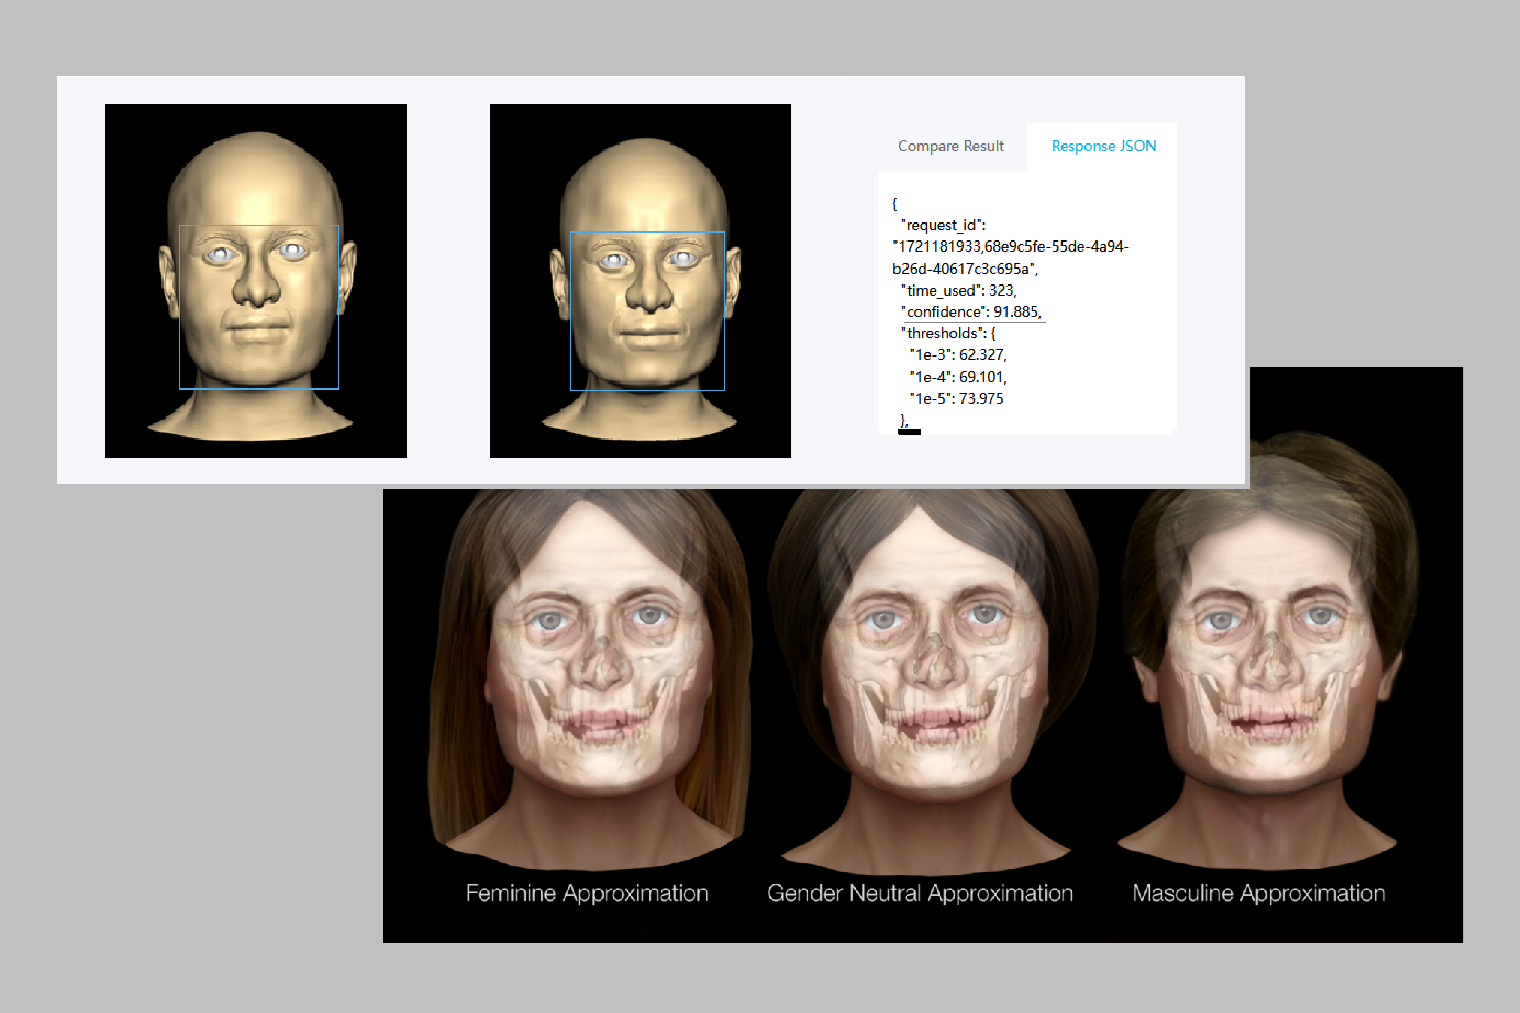 Compare Result
Response JSON
{
"request_id":
"1721181933,68e9c5fe-55de-4a94-
b26d-40617c3c695a",
"time_used": 323,
"confidence": 91.885,
"thresholds": {
"1e-3": 62.327,
"1e-4": 69.101,
"1e-5": 73.975
},
Feminine Approximation
Gender Neutral Approximation
Masculine Approximation